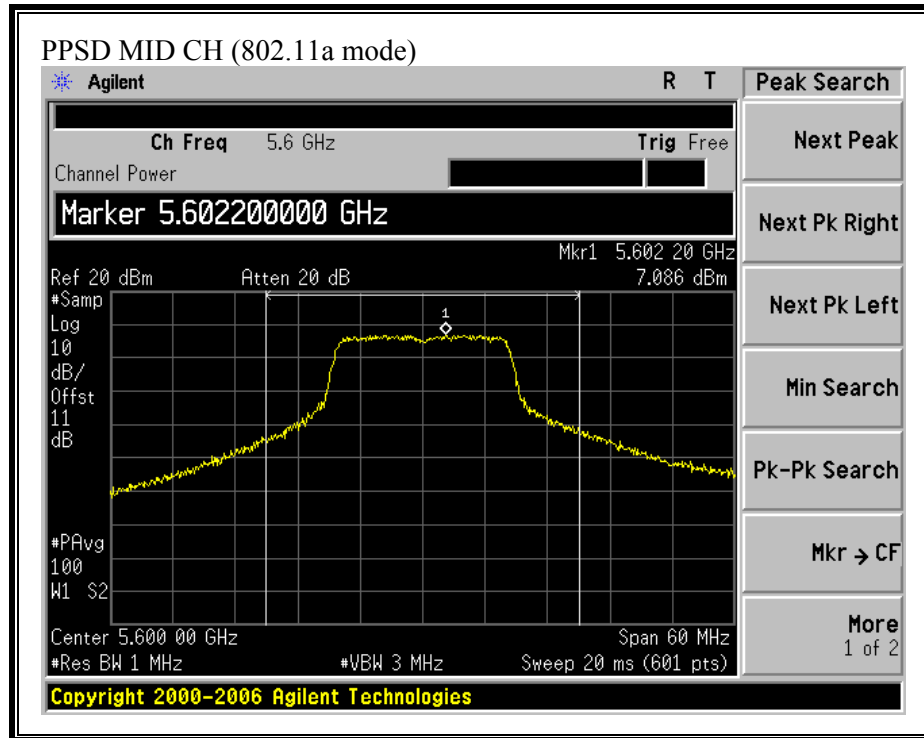 PPSD MID CH (802.11a mode)
Agilent R T
Peak Search
Ch Freq 5.6 GHz Trig Free
Channel Power
Marker 5.602200000 GHz
Mkr1 5.602 20 GHz
Ref 20 dBm Atten 20 dB 7.086 dBm
#Samp
Log
10
dB/
Offst
11
dB
1
#PAvg
100
W1 S2
Center 5.600 00 GHz Span 60 MHz
#Res BW 1 MHz #VBW 3 MHz Sweep 20 ms (601 pts)
Next Peak
Next Pk Right
Next Pk Left
Min Search
Pk-Pk Search
Mkr → CF
More
1 of 2
Copyright 2000-2006 Agilent Technologies